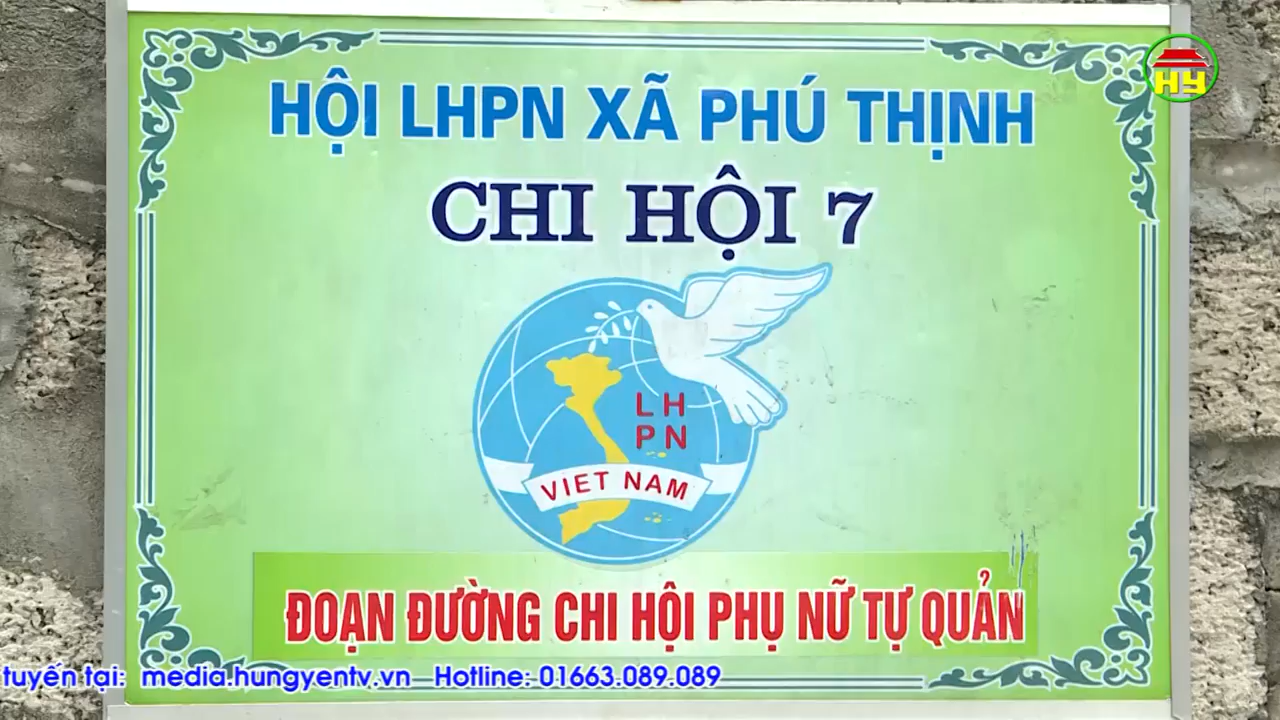 HY
HỘI LHPN XÃ PHÚ THỊNH
CHI HỘI 7
L H
P N
VIET NAM
ĐOẠN ĐƯỜNG CHI HỘI PHỤ NỮ TỰ QUẢN
tuyến tại: media.hungyentv.vn Hotline: 01663.089.089